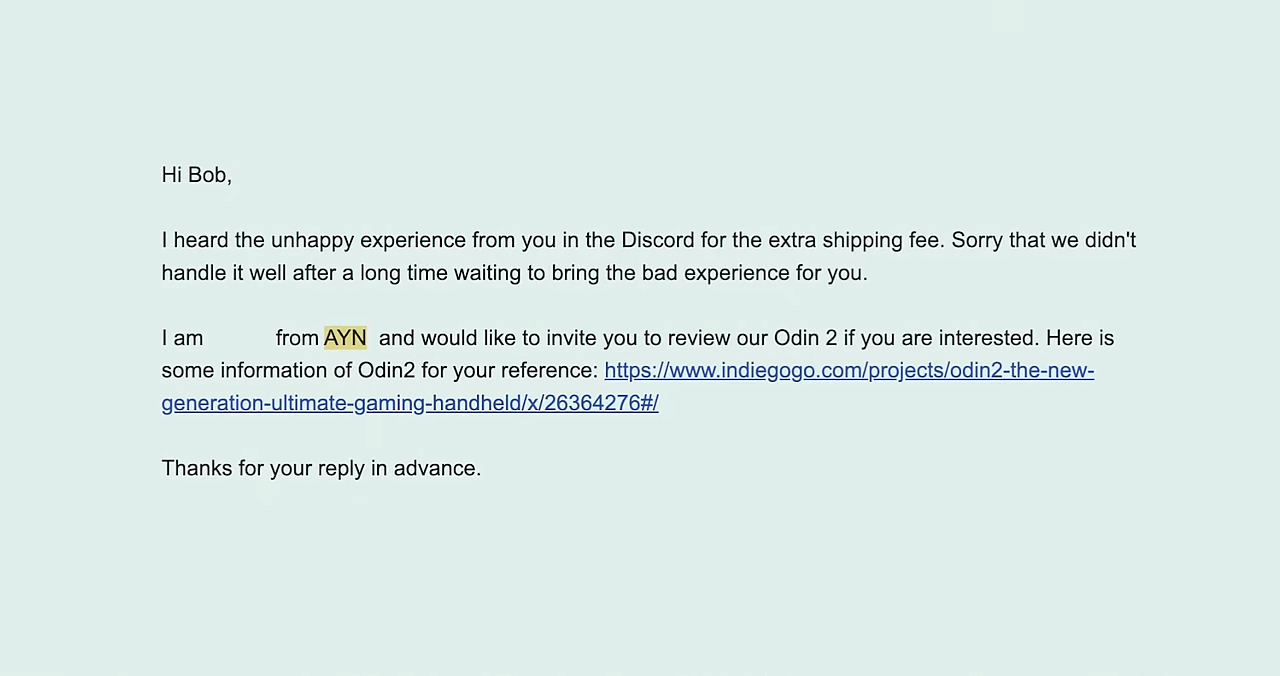 Hi Bob,
I heard the unhappy experience from you in the Discord for the extra shipping fee. Sorry that we didn't
handle it well after a long time waiting to bring the bad experience for you.
I am from AYN and would like to invite you to review our Odin 2 if you are interested. Here is
some information of Odin2 for your reference: https://www.indiegogo.com/projects/odin2-the-new-
generation-ultimate-gaming-handheld/x/26364276#/
Thanks for your reply in advance.